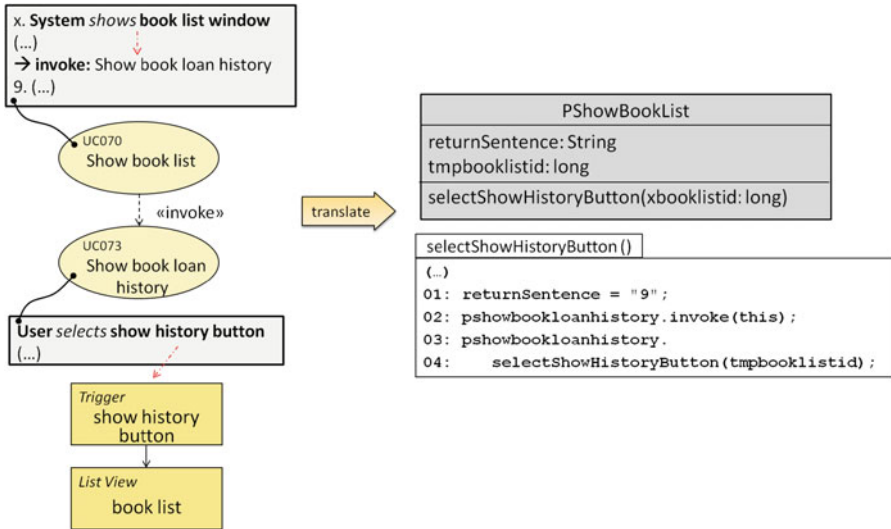 x. System shows book list window
(...)
→ invoke: Show book loan history
9. (...)
UC070
Show book list
«invoke»
UC073
Show book loan
history
User selects show history button
(...)
Trigger
show history
button
List View
book list
translate
PShowBookList
returnSentence: String
tmpbooklistid: long
selectShowHistoryButton(xbooklistid: long)
selectShowHistoryButton ()
(…)
01: returnSentence = "9";
02: pshowbookloanhistory.invoke(this);
03: pshowbookloanhistory.
04: selectShowHistoryButton(tmpbooklistid);